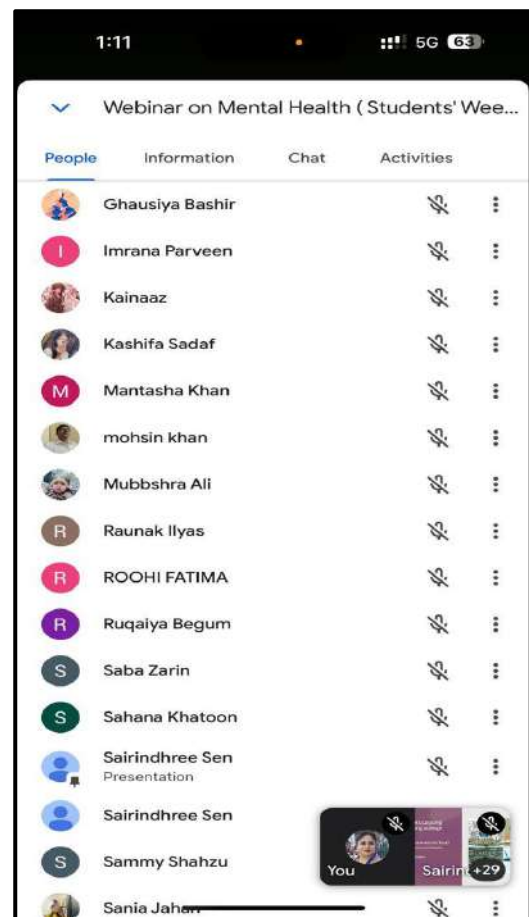 1:11 5G 63
Webinar on Mental Health ( Students' Wee...
People Information Chat Activities
Ghausiya Bashir
I Imrana Parveen
Kainaaz
Kashifa Sadaf
M Mantasha Khan
mohsin khan
Mubbshra Ali
R Raunak Ilyas
R ROOHI FATIMA
R Ruqaiya Begum
S Saba Zarin
S Sahana Khatoon
Sairindhree Sen
Presentation
Sairindhree Sen
S Sammy Shahzu
You Sairin +29
Sania Jahan